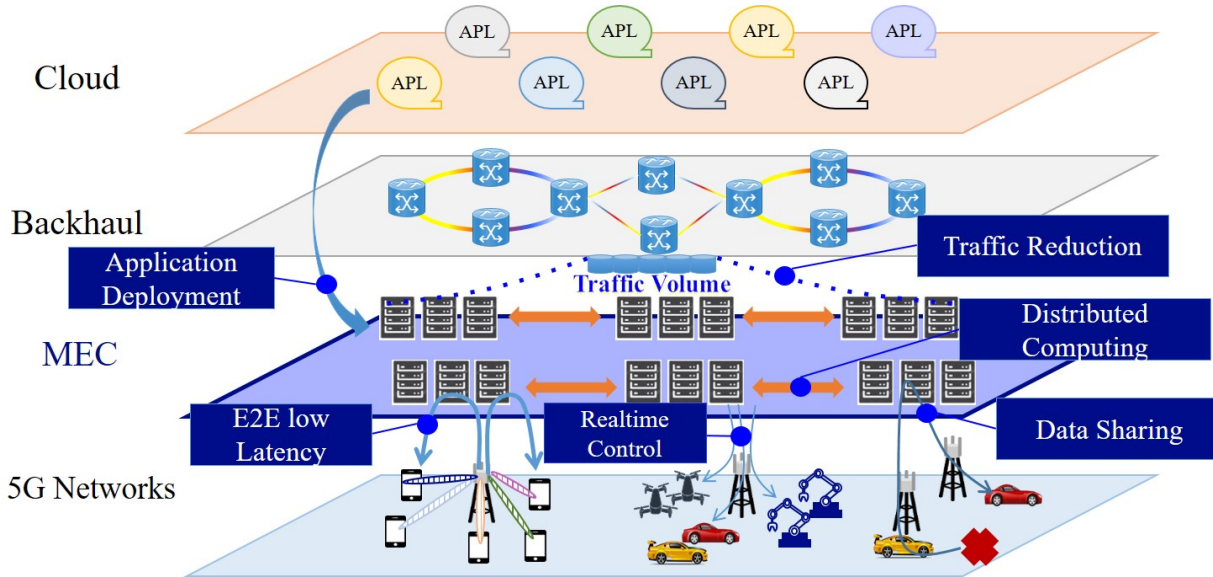 APL
APL
APL
APL
Cloud
APL
APL
APL
APL
Backhaul
Application
Deployment
Traffic Reduction
Traffic Volume
MEC
Distributed
Computing
E2E low
Latency
Realtime
Control
Data Sharing
5G Networks